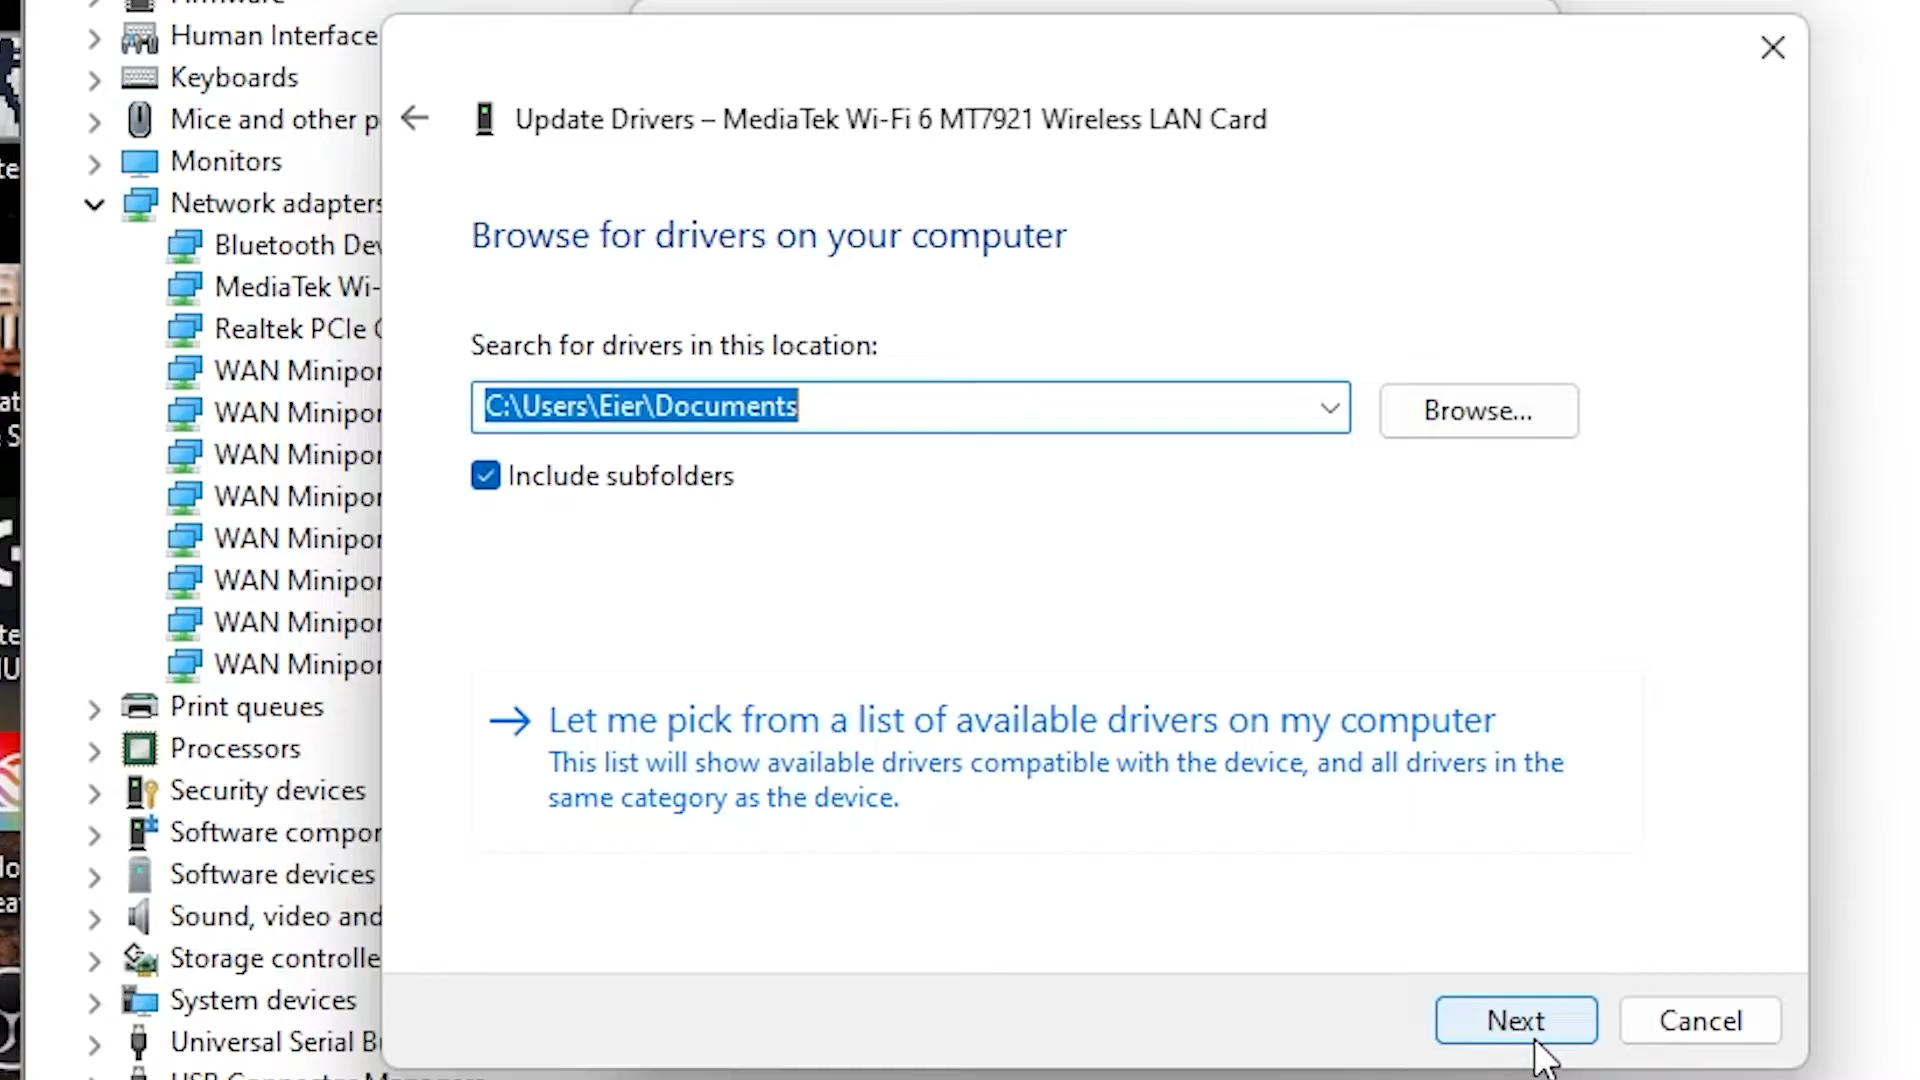 Human Interface
Keyboards
Mice and other p
Monitors
Network adapters
Bluetooth Dev
MediaTek Wi-
Realtek PCIe G
WAN Minipor
WAN Minipor
WAN Minipor
WAN Minipor
WAN Minipor
WAN Minipor
WAN Minipor
WAN Minipor
Print queues
Processors
Security devices
Software compon
Software devices
Sound, video and
Storage controlle
System devices
Universal Serial Bu
Update Drivers – MediaTek Wi-Fi 6 MT7921 Wireless LAN Card
Browse for drivers on your computer
Search for drivers in this location:
C:\Users\Eier\Documents
Browse...
Include subfolders
Let me pick from a list of available drivers on my computer
This list will show available drivers compatible with the device, and all drivers in the
same category as the device.
Next
Cancel